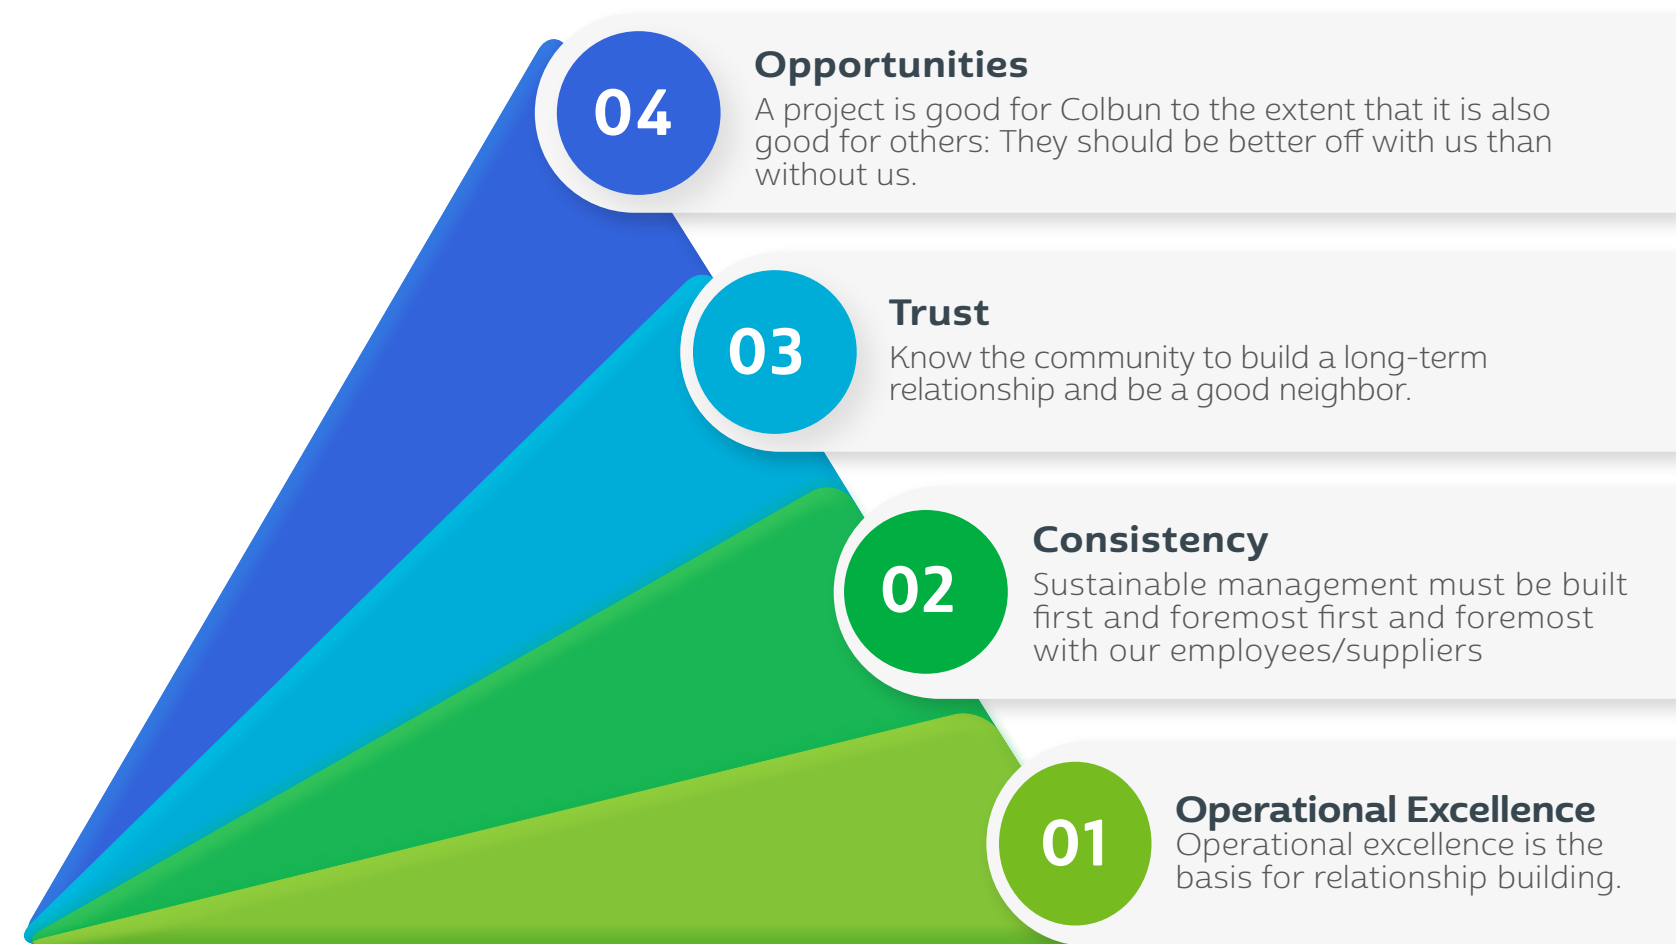 04
Opportunities
A project is good for Colbun to the extent that it is also
good for others: They should be better off with us than
without us.
03
Trust
Know the community to build a long-term
relationship and be a good neighbor.
02
Consistency
Sustainable management must be built
first and foremost first and foremost
with our employees/suppliers
01
Operational Excellence
Operational excellence is the
basis for relationship building.